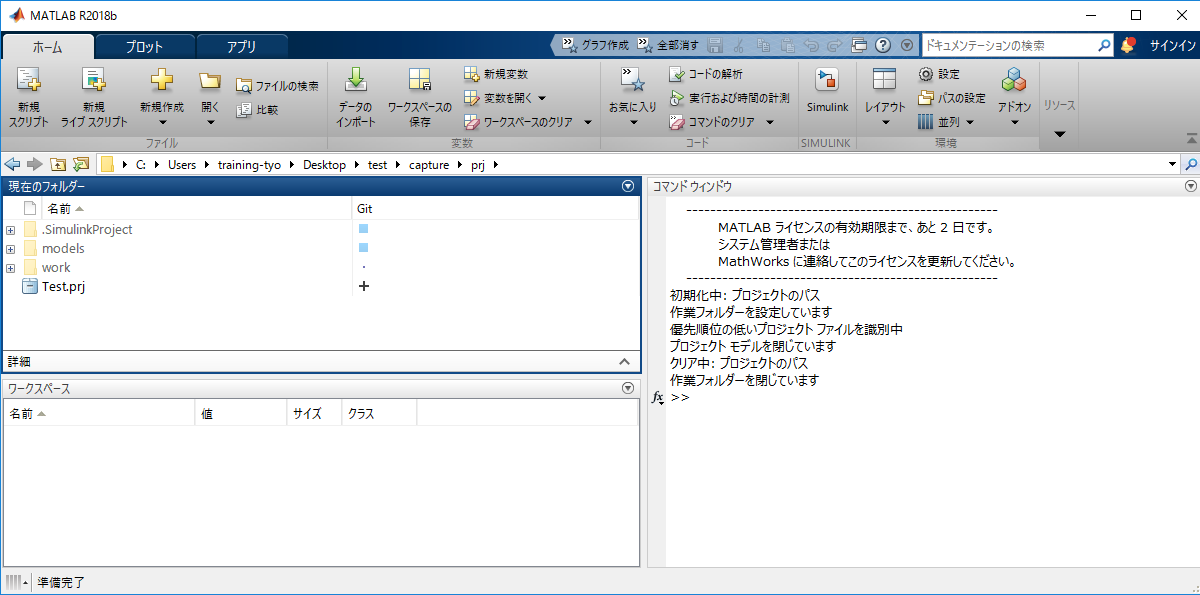 MATLAB R2018b
ホーム
プロット
アプリ
グラフ作成
全部消す
ドキュメンテーションの検索
サインイン
新規
スクリプト
新規
ライブ スクリプト
新規作成
開く
ファイルの検索
比較
ファイル
データの
インポート
ワークスペースの
保存
新規変数
変数を開く
ワークスペースのクリア
変数
お気に入り
コードの解析
実行および時間の計測
コマンドのクリア
コード
Simulink
SIMULINK
レイアウト
設定
パスの設定
並列
アドオン
環境
リソース
C: Users training-tyo Desktop test capture prj
現在のフォルダー
名前 Git
.SimulinkProject
models
work
Test.prj
詳細
ワークスペース
名前 値 サイズ クラス
コマンド ウィンドウ
----------------------------------------------------
MATLAB ライセンスの有効期限まで、あと 2 日です。
システム管理者または
MathWorks に連絡してこのライセンスを更新してください。
----------------------------------------------------
初期化中: プロジェクトのパス
作業フォルダーを設定しています
優先順位の低いプロジェクト ファイルを識別中
プロジェクト モデルを閉じています
クリア中: プロジェクトのパス
作業フォルダーを閉じています
fx >>
準備完了